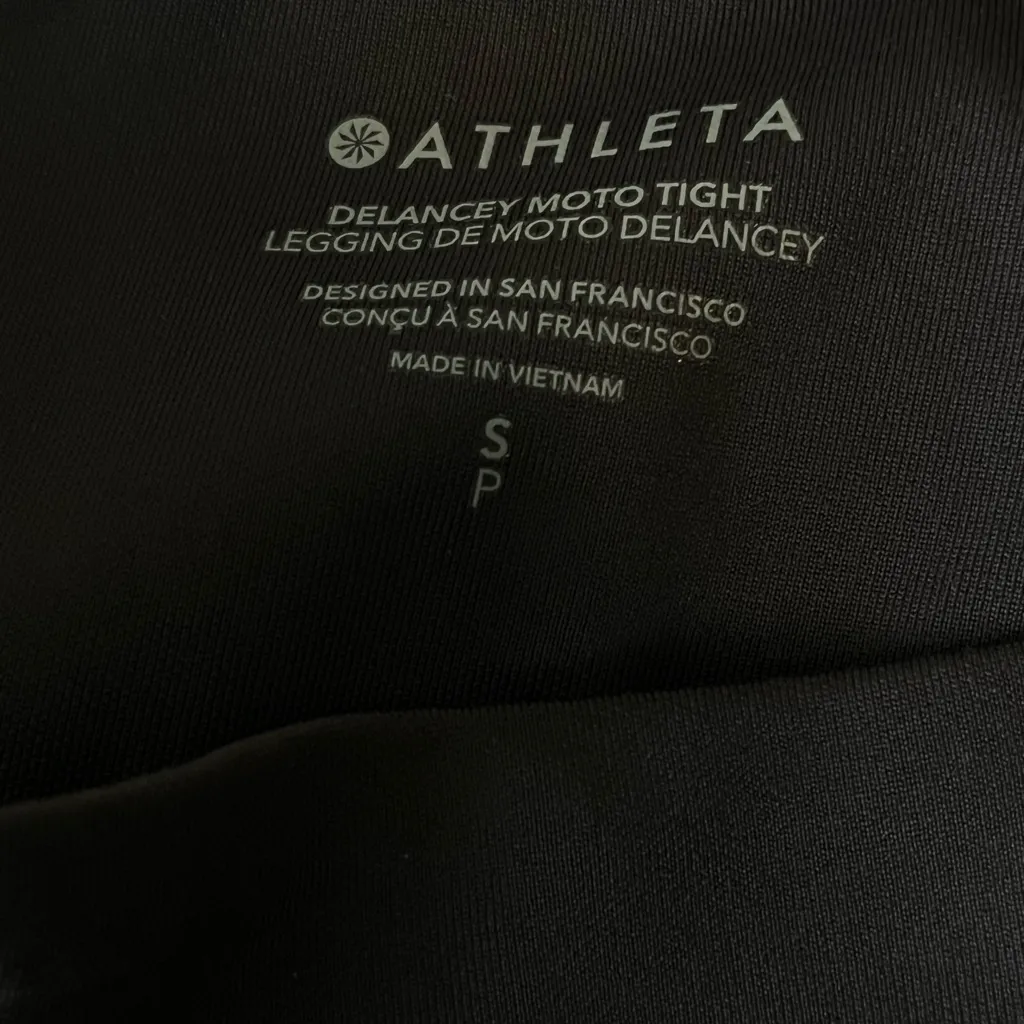 ATHLETA
DELANCEY MOTO TIGHT
LEGGING DE MOTO DELANCEY
DESIGNED IN SAN FRANCISCO
CONÇU À SAN FRANCISCO
MADE IN VIETNAM
S
P